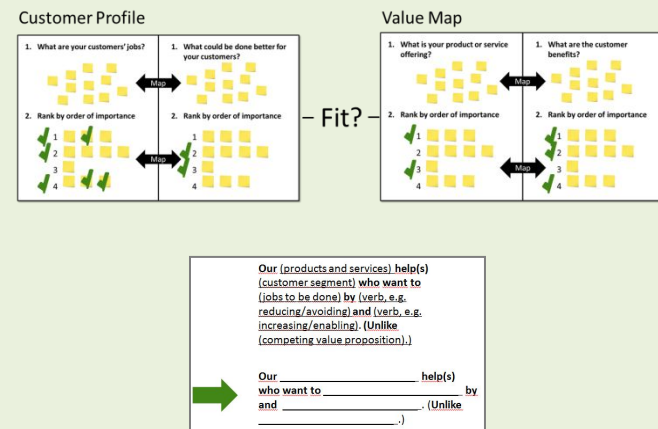 Customer Profile
Value Map
1. What are your customers' jobs?
1. What could be done better for
your customers?
Map
2. Rank by order of importance
2. Rank by order of importance
1
2
3
4
Map
1
2
3
4
– Fit? –
1. What is your product or service
offering?
1. What are the customer
benefits?
Map
2. Rank by order of importance
2. Rank by order of importance
1
2
3
4
Map
1
2
3
4
Our (products and services) help(s)
(customer segment) who want to
(jobs to be done) by (verb, e.g.
reducing/avoiding) and (verb, e.g.
increasing/enabling). (Unlike
(competing value proposition).)
Our ____________________ help(s)
who want to ____________________ by
and ____________________. (Unlike
____________________.)